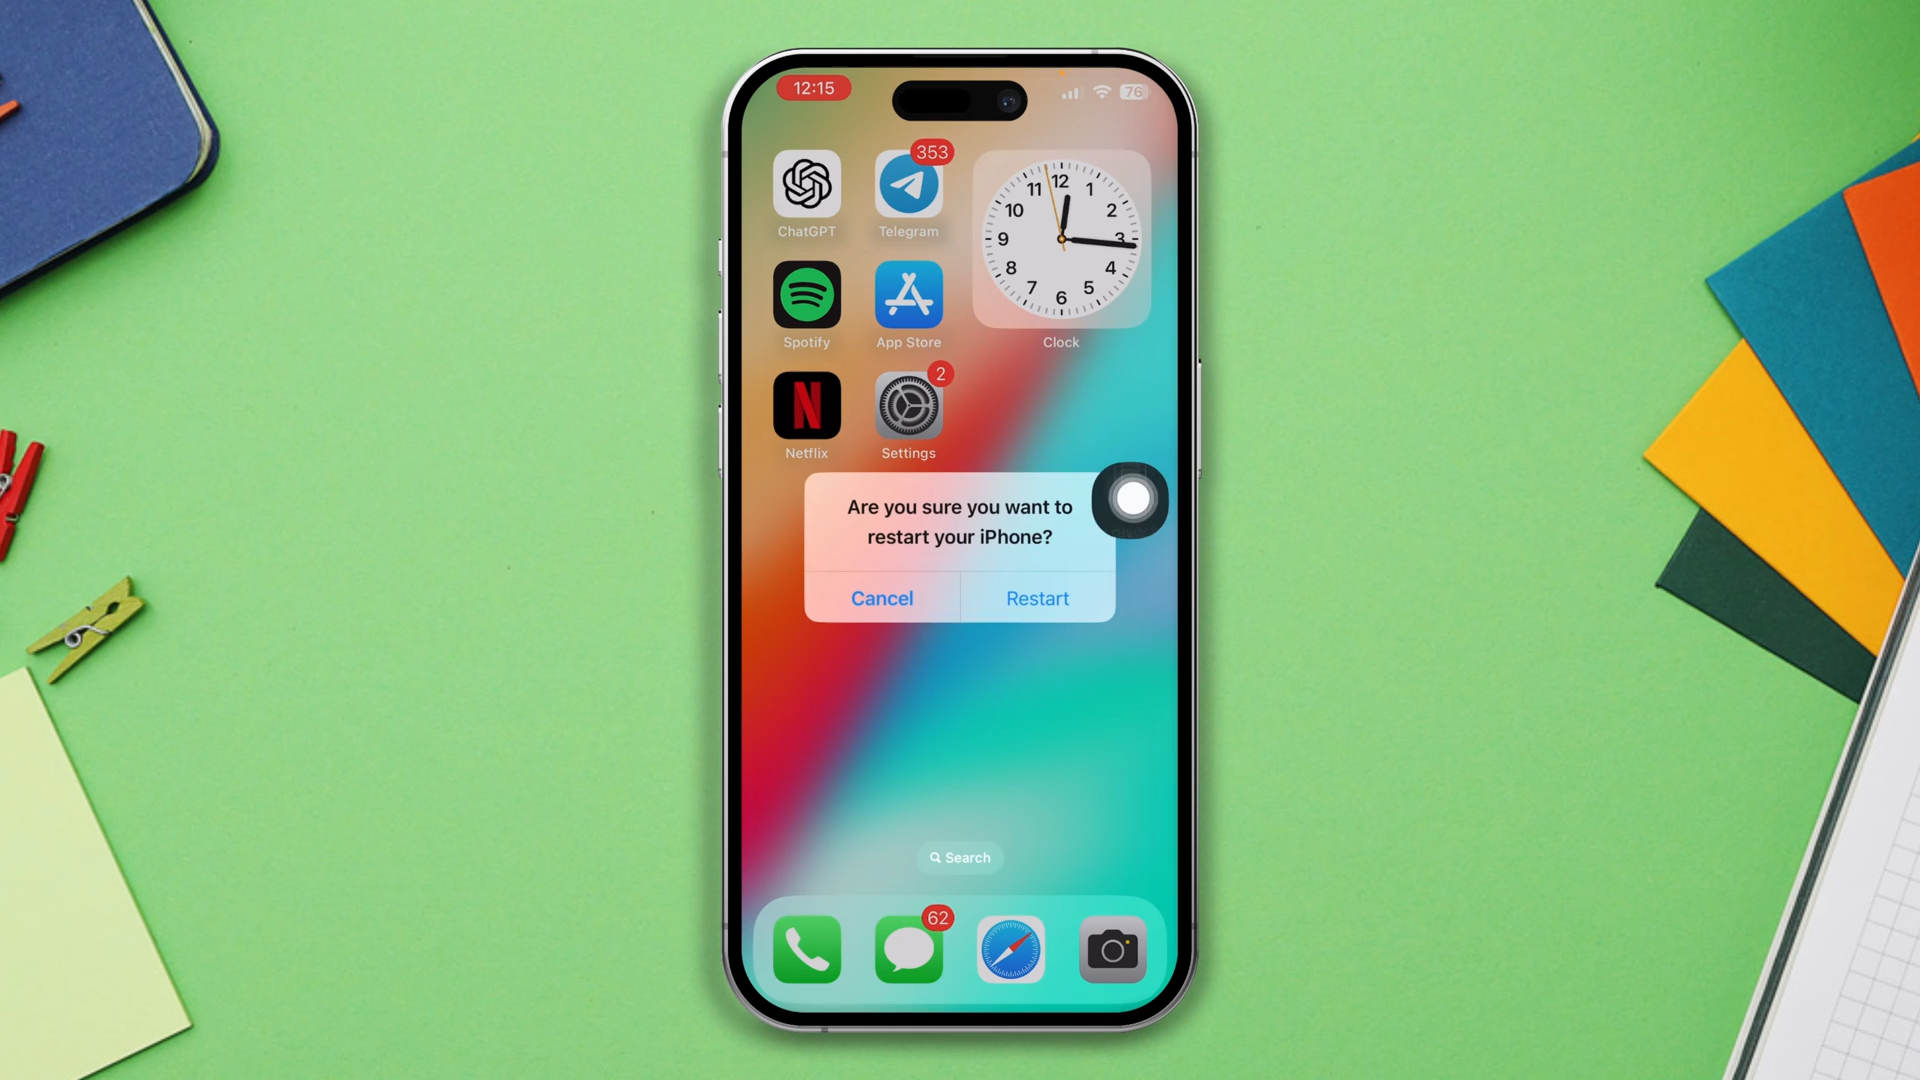 12:15
76
353
ChatGPT
Telegram
12
1
2
3
4
5
6
7
8
9
10
11
Spotify
App Store
Clock
2
N
Netflix
Settings
Are you sure you want to
restart your iPhone?
Cancel
Restart
Search
62